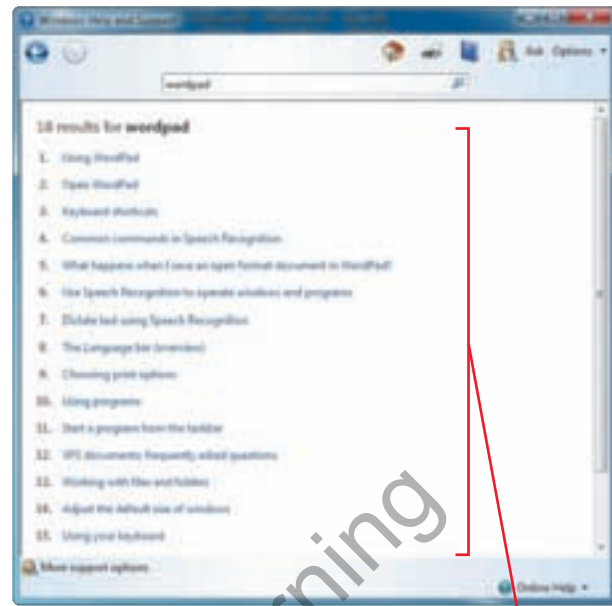 Windows Help and Support
Ask Options
wordpad
18 results for wordpad
1. Using WordPad
2. Open WordPad
3. Keyboard shortcuts
4. Common commands in Speech Recognition
5. What happens when I save an open format document in WordPad?
6. Use Speech Recognition to operate windows and programs
7. Dictate text using Speech Recognition
8. The Language bar (overview)
9. Choosing print options
10. Using programs
11. Start a program from the taskbar
12. XPS documents: frequently asked questions
13. Working with files and folders
14. Adjust the default size of windows
15. Using your keyboard
More support options
Online Help
rning